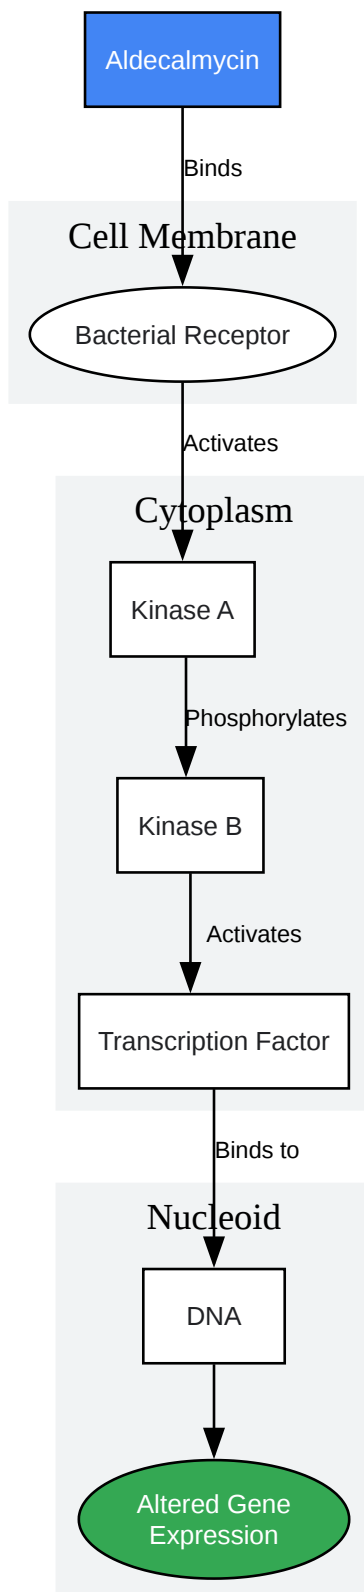 Aldecalmycin
Binds
Cell Membrane
Bacterial Receptor
Activates
Cytoplasm
Kinase A
Phosphorylates
Kinase B
Activates
Transcription Factor
Binds to
Nucleoid
DNA
Altered Gene
Expression